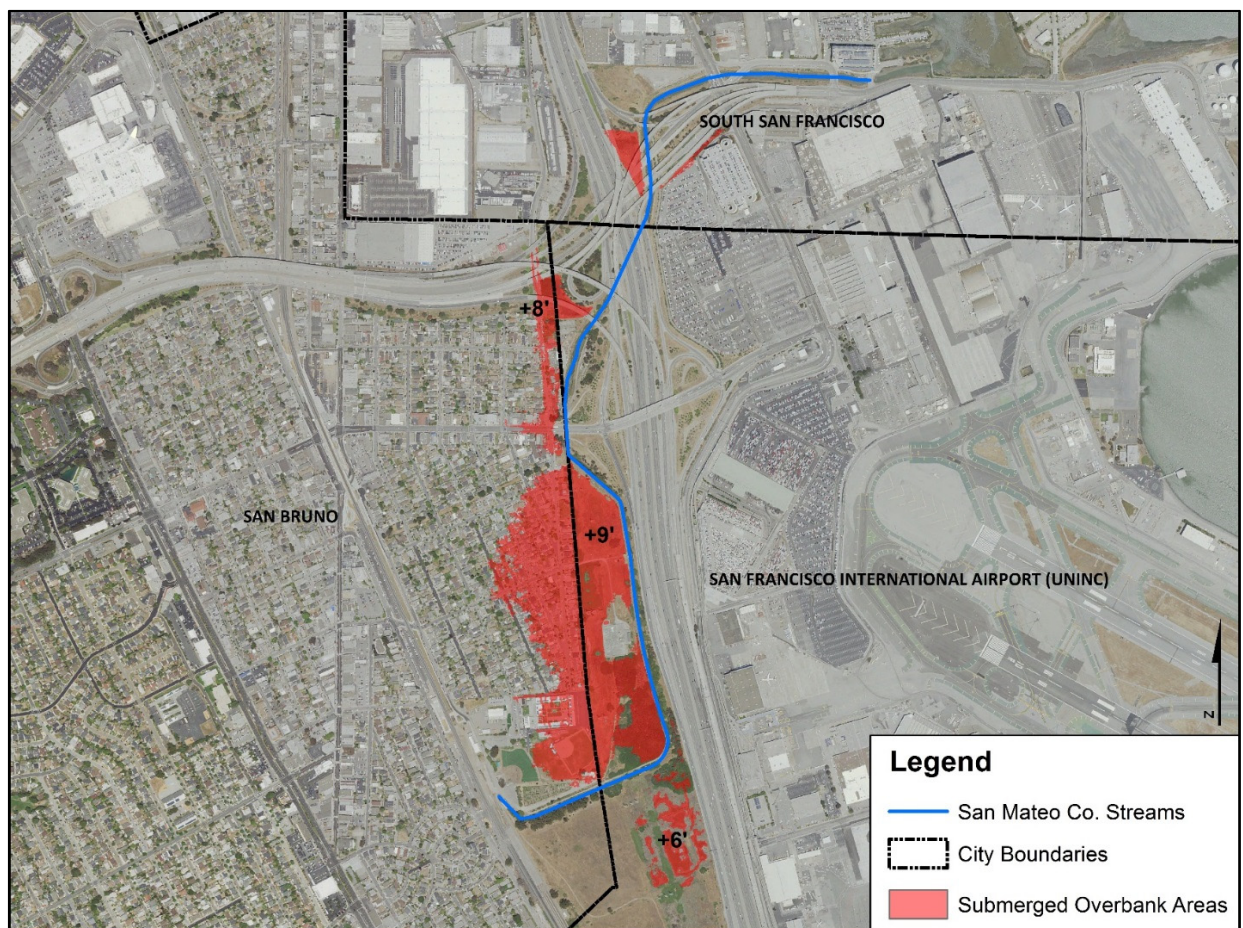 SOUTH SAN FRANCISCO
+8'
SAN BRUNO
+9'
SAN FRANCISCO INTERNATIONAL AIRPORT (UNINC)
+6'
N
Legend
San Mateo Co. Streams
City Boundaries
Submerged Overbank Areas